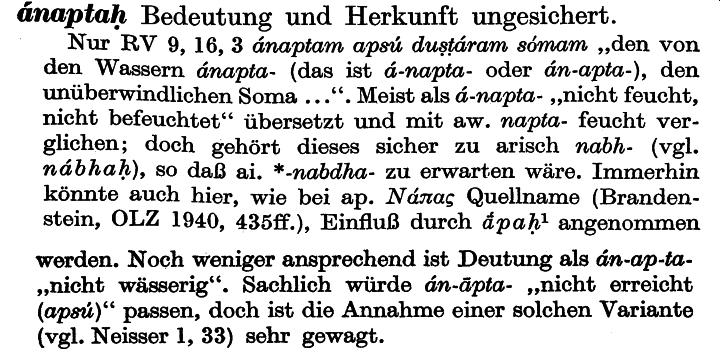 ánaptaḥ Bedeutung und Herkunft ungesichert.
Nur RV 9, 16, 3 ánaptam apsú duṣṭáram sómam „den von
den Wassern ánapta- (das ist á-napta- oder án-apta-), den
unüberwindlichen Soma ...“. Meist als á-napta- „nicht feucht,
nicht befeuchtet“ übersetzt und mit aw. napta- feucht ver-
glichen; doch gehört dieses sicher zu arisch nabh- (vgl.
nábhaḥ), so daß ai. *-nabdha- zu erwarten wäre. Immerhin
könnte auch hier, wie bei ap. Νάπας Quellname (Branden-
stein, OLZ 1940, 435ff.), Einfluß durch ā́paḥ¹ angenommen
werden. Noch weniger ansprechend ist Deutung als án-ap-ta-
„nicht wässerig“. Sachlich würde án-āpta- „nicht erreicht
(apsú)“ passen, doch ist die Annahme einer solchen Variante
(vgl. Neisser 1, 33) sehr gewagt.